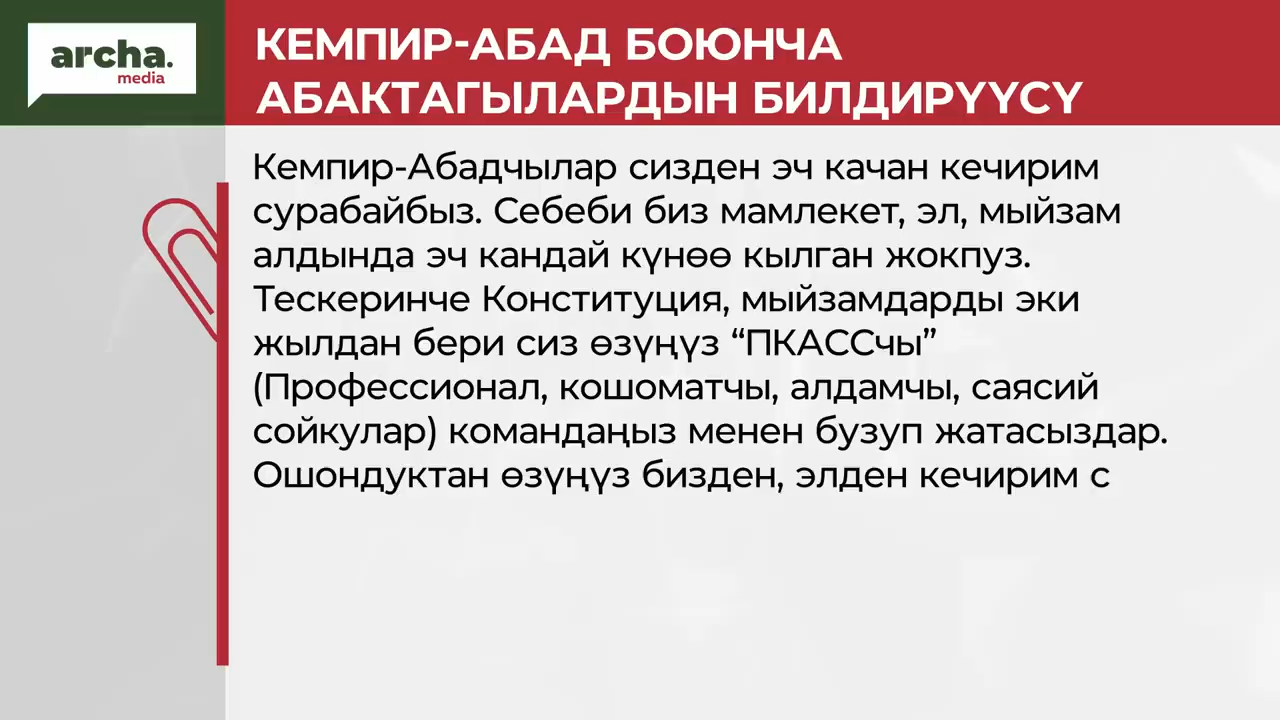 archa.
media
КЕМПИР-АБАД БОЮНЧА
АБАКТАГЫЛАРДЫН БИЛДИРҮҮСҮ
Кемпир-Абадчылар сизден эч качан кечирим
сурабайбыз. Себеби биз мамлекет, эл, мыйзам
алдында эч кандай күнөө кылган жокпуз.
Тескеринче Конституция, мыйзамдарды эки
жылдан бери сиз өзүңүз “ПКАССчы”
(Профессионал, кошоматчы, алдамчы, саясий
сойкулар) командаңыз менен бузуп жатасыздар.
Ошондуктан өзүңүз бизден, элден кечирим с